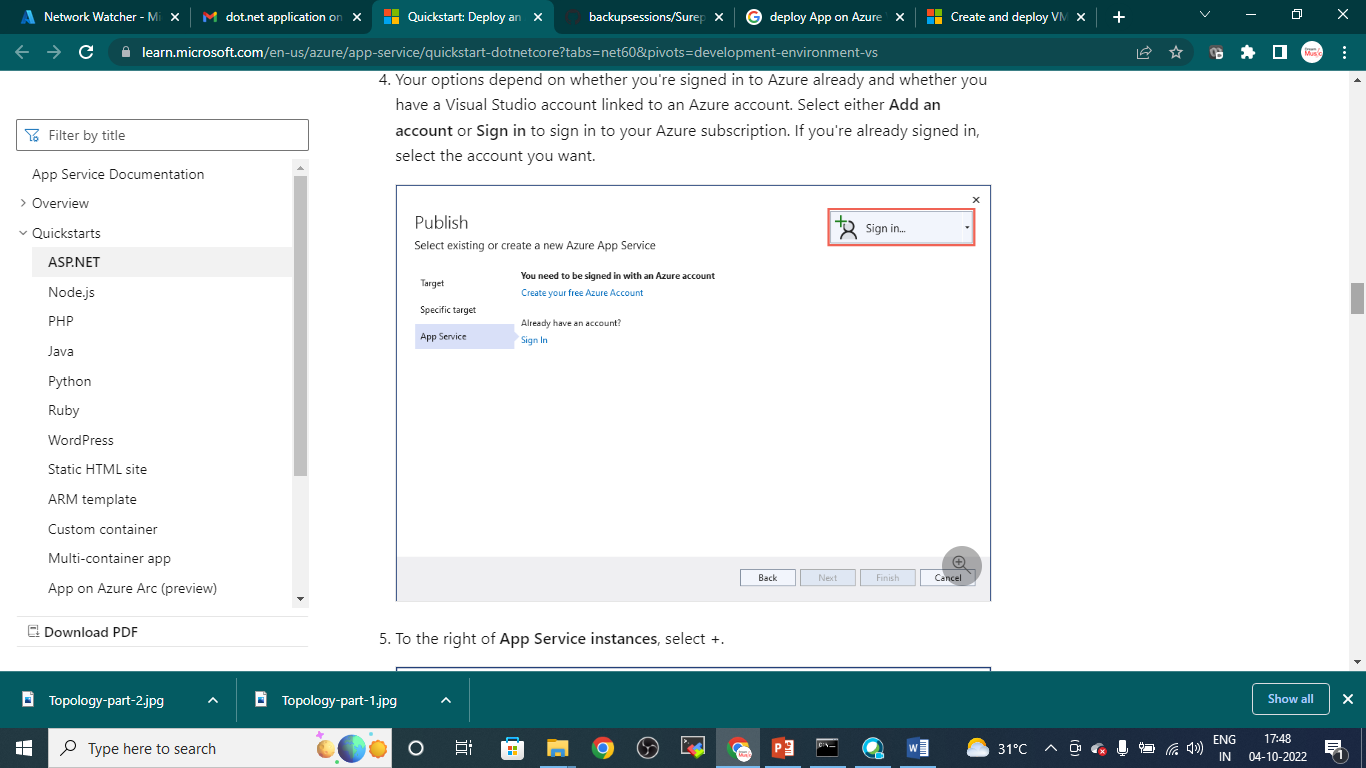 Network Watcher - Mi
dot.net application on
Quickstart: Deploy an
backupsessions/Surep
deploy App on Azure
Create and deploy VM
learn.microsoft.com/en-us/azure/app-service/quickstart-dotnetcore?tabs=net60&pivots=development-environment-vs
Filter by title
App Service Documentation
Overview
Quickstarts
ASP.NET
Node.js
PHP
Java
Python
Ruby
WordPress
Static HTML site
ARM template
Custom container
Multi-container app
App on Azure Arc (preview)
Download PDF
4. Your options depend on whether you're signed in to Azure already and whether you
have a Visual Studio account linked to an Azure account. Select either Add an
account or Sign in to sign in to your Azure subscription. If you're already signed in,
select the account you want.
Publish
Select existing or create a new Azure App Service
Sign in...
Target
Specific target
App Service
You need to be signed in with an Azure account
Create your free Azure Account
Already have an account?
Sign In
Back
Next
Finish
Cancel
5. To the right of App Service instances, select +.
Topology-part-2.jpg
Topology-part-1.jpg
Show all
Type here to search
31°C
ENG
IN
17:48
04-10-2022
1